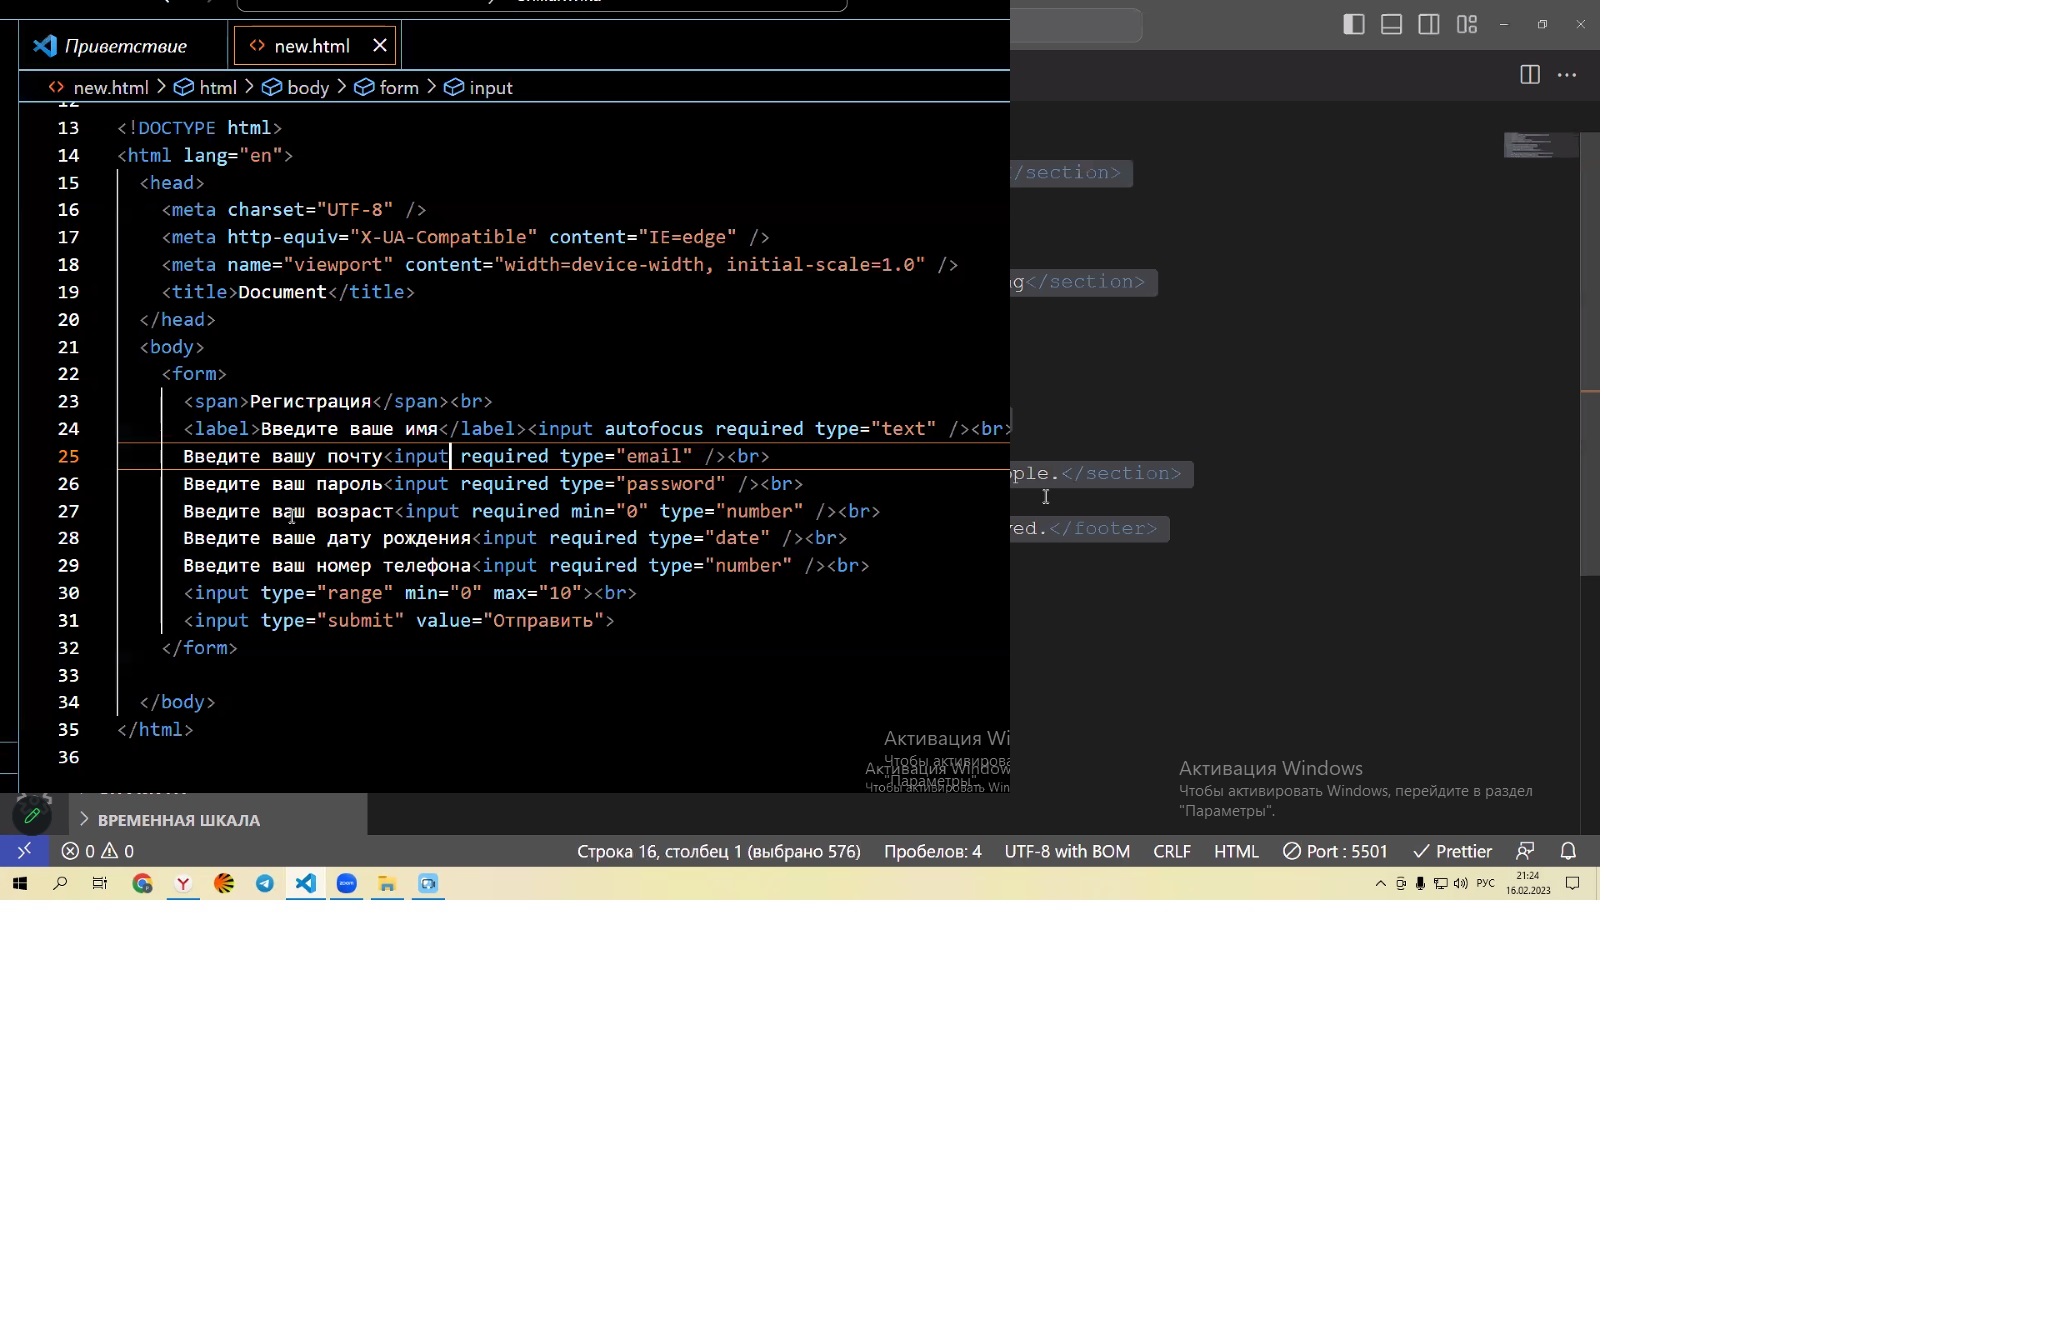 Приветствие
new.html
new.html > html > body > form > input
12
13 <!DOCTYPE html>
14 <html lang="en">
15 <head>
16 <meta charset="UTF-8" />
17 <meta http-equiv="X-UA-Compatible" content="IE=edge" />
18 <meta name="viewport" content="width=device-width, initial-scale=1.0" />
19 <title>Document</title>
20 </head>
21 <body>
22 <form>
23 <span>Регистрация</span><br>
24 <label>Введите ваше имя</label><input autofocus required type="text" /><br>
25 Введите вашу почту<input required type="email" /><br>
26 Введите ваш пароль<input required type="password" /><br>
27 Введите ваш возраст<input required min="0" type="number" /><br>
28 Введите ваше дату рождения<input required type="date" /><br>
29 Введите ваш номер телефона<input required type="number" /><br>
30 <input type="range" min="0" max="10"><br>
31 <input type="submit" value="Отправить">
32 </form>
33
34 </body>
35 </html>
36
/section>
g</section>
ople.</section>
ved.</footer>
Активация Wi
Чтобы активирова
"Параметры".
Активация Window
Чтобы активировать Win
Активация Windows
Чтобы активировать Windows, перейдите в раздел
"Параметры".
ВРЕМЕННАЯ ШКАЛА
0 0 Строка 16, столбец 1 (выбрано 576) Пробелов: 4 UTF-8 with BOM CRLF HTML Port : 5501 Prettier
zoom РУС 21:24
16.02.2023